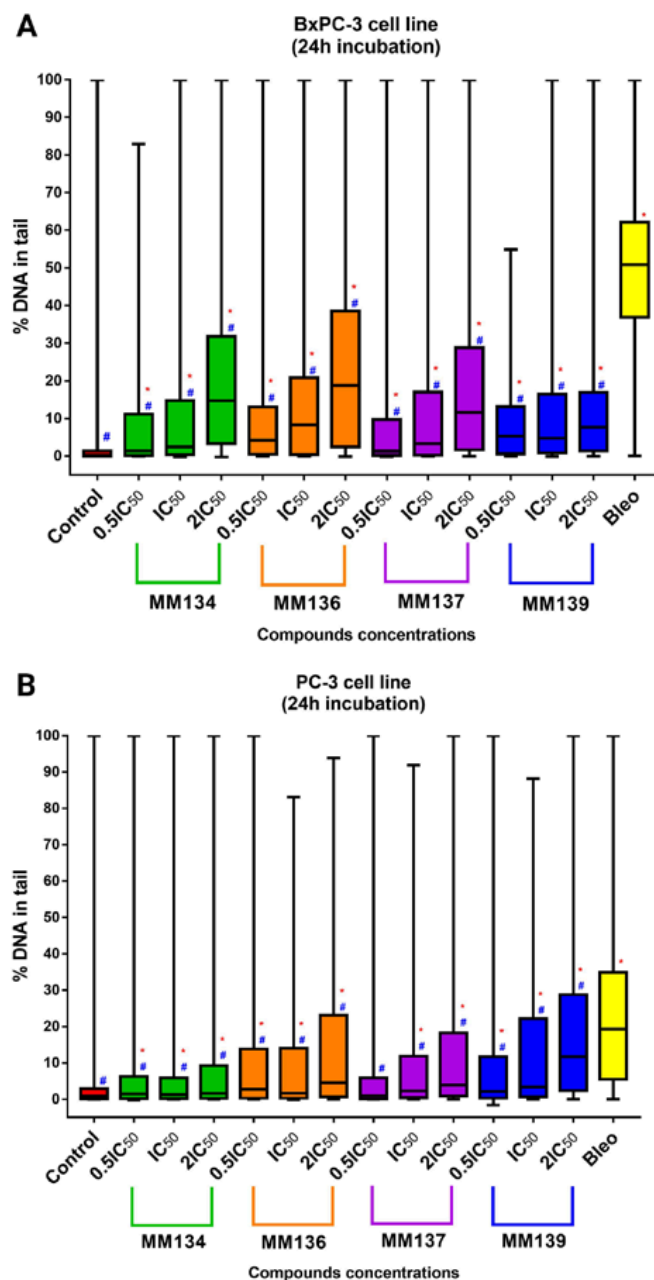 A
BxPC-3 cell line
(24h incubation)
% DNA in tail
100
90
80
70
60
50
40
30
20
10
0
* # * # * # * # * # * # * # * # * # * # * # * # # *
Control 0.5IC₅₀ IC₅₀ 2IC₅₀ 0.5IC₅₀ IC₅₀ 2IC₅₀ 0.5IC₅₀ IC₅₀ 2IC₅₀ 0.5IC₅₀ IC₅₀ 2IC₅₀ Bleo
MM134 MM136 MM137 MM139
Compounds concentrations
B
PC-3 cell line
(24h incubation)
% DNA in tail
100
90
80
70
60
50
40
30
20
10
0
# * # * # * # * # * # * # # * # * # * # * # * # *
Control 0.5IC₅₀ IC₅₀ 2IC₅₀ 0.5IC₅₀ IC₅₀ 2IC₅₀ 0.5IC₅₀ IC₅₀ 2IC₅₀ 0.5IC₅₀ IC₅₀ 2IC₅₀ Bleo
MM134 MM136 MM137 MM139
Compounds concentrations